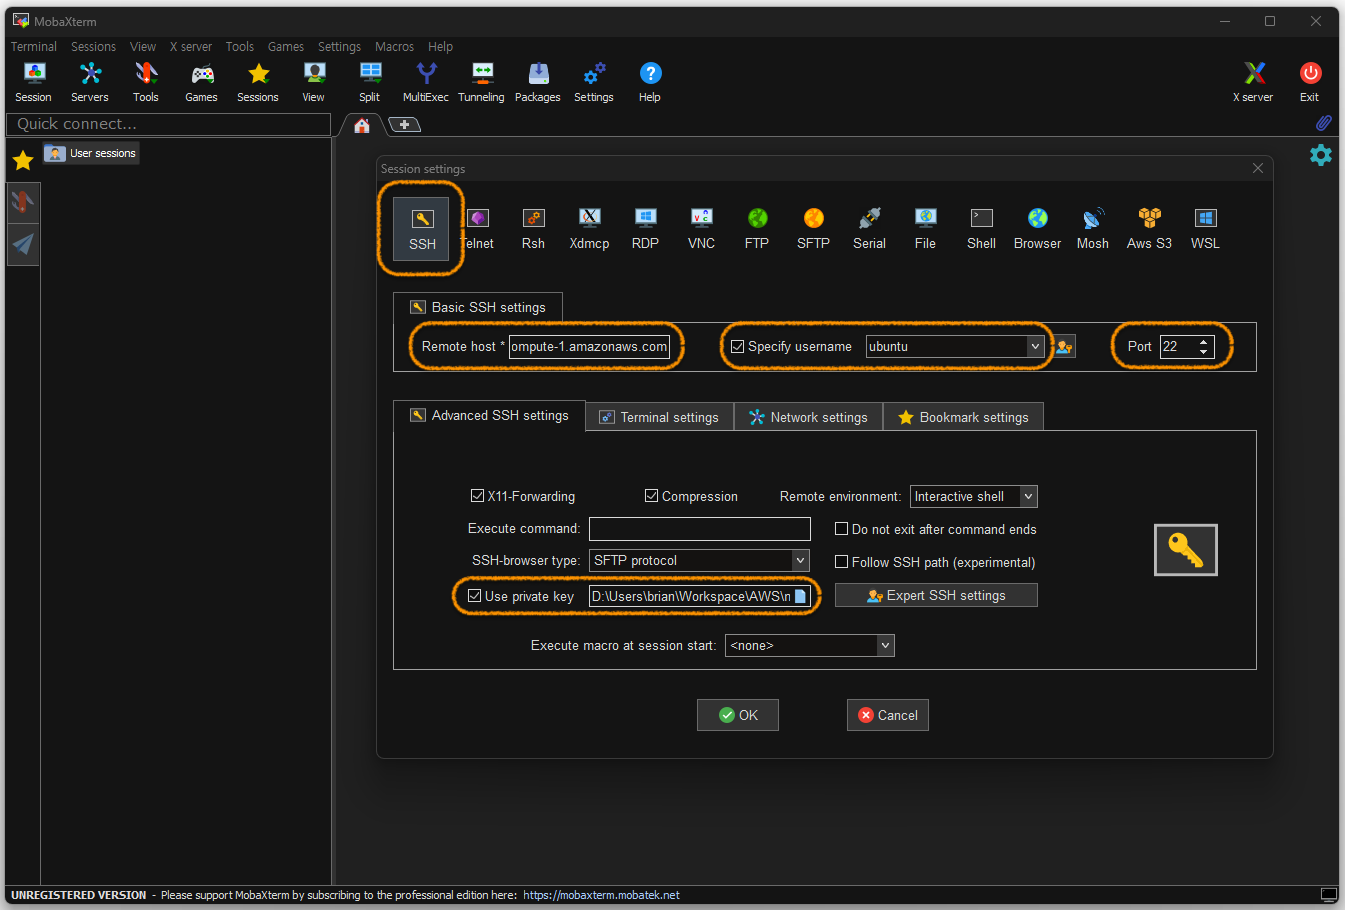 MobaXterm
Terminal Sessions View X server Tools Games Settings Macros Help
Session Servers Tools Games Sessions View Split MultiExec Tunneling Packages Settings Help X server Exit
Quick connect...
User sessions
Session settings
SSH Telnet Rsh Xdmcp RDP VNC FTP SFTP Serial File Shell Browser Mosh Aws S3 WSL
Basic SSH settings
Remote host * ompute-1.amazonaws.com Specify username ubuntu Port 22
Advanced SSH settings Terminal settings Network settings Bookmark settings
X11-Forwarding Compression Remote environment: Interactive shell
Execute command: Do not exit after command ends
SSH-browser type: SFTP protocol Follow SSH path (experimental)
Use private key D:\Users\brian\Workspace\AWS\n Expert SSH settings
Execute macro at session start: <none>
OK Cancel
UNREGISTERED VERSION - Please support MobaXterm by subscribing to the professional edition here: https://mobaxterm.mobatek.net